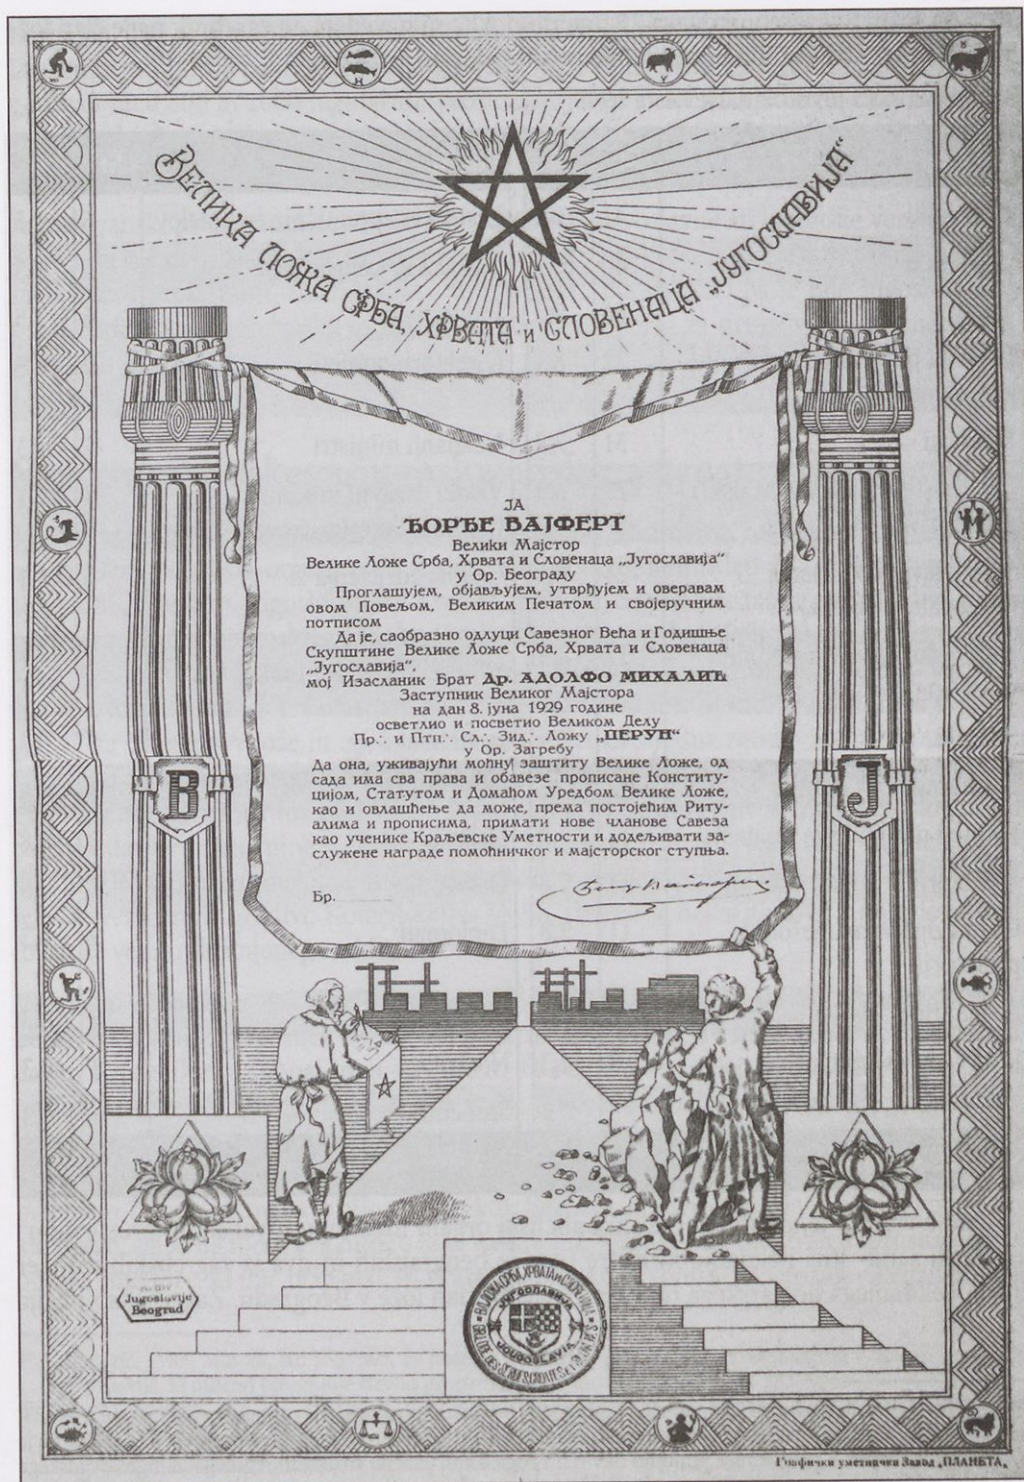 Велика Ложа Срба, Хрвата и Словенаца „Југославија“
ЈА
ЂОРЂЕ ВАЈФЕРТ
Велики Мајстор
Велике Ложе Срба, Хрвата и Словенаца „Југославија“
у Ор. Београду
Проглашујем, објављујем, утврђујем и оверавам
овом Повељом, Великим Печатом и својеручним
потписом
Да је, саобразно одлуци Савезног Већа и Годишње
Скупштине Велике Ложе Срба, Хрвата и Словенаца
„Југославија“,
мој Изасланик Брат Др. АДОЛФО МИХАЛИЋ
Заступник Великог Мајстора
на дан 8. јуна 1929 године
осветлио и посветио Великом Делу
Пр∴ и Птп∴ Сл∴ Зид∴ Ложу „ПЕРУН“
у Ор. Загребу
Да она, уживајући моћну заштиту Велике Ложе, од
сада има сва права и обавезе прописане Конститу-
цијом, Статутом и Домаћом Уредбом Велике Ложе,
као и овлашћење да може, према постојећим Риту-
алима и прописима, примати нове чланове Савеза
као ученике Краљевске Уметности и додељивати за-
служене награде помоћничког и мајсторског ступња.
Бр.
B
J
Jugoslavije
Beograd
ЈУГОСЛАВИЈА
YOUGOSLAVIA
Графички уметнички Завод „ПЛАНЕТА„